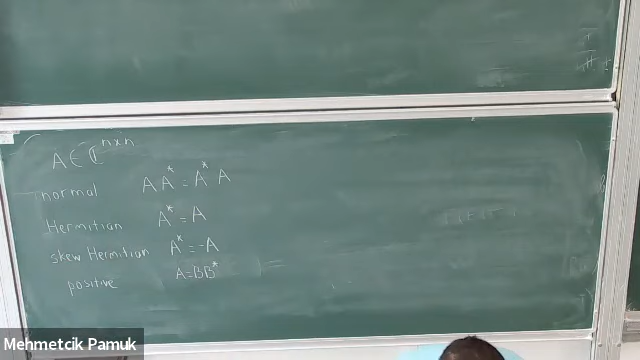 A ∈ ℂ^{n×n}
normal AA* = A*A
Hermitian A* = A
skew Hermitian A* = -A
positive A = BB*
Mehmetcik Pamuk